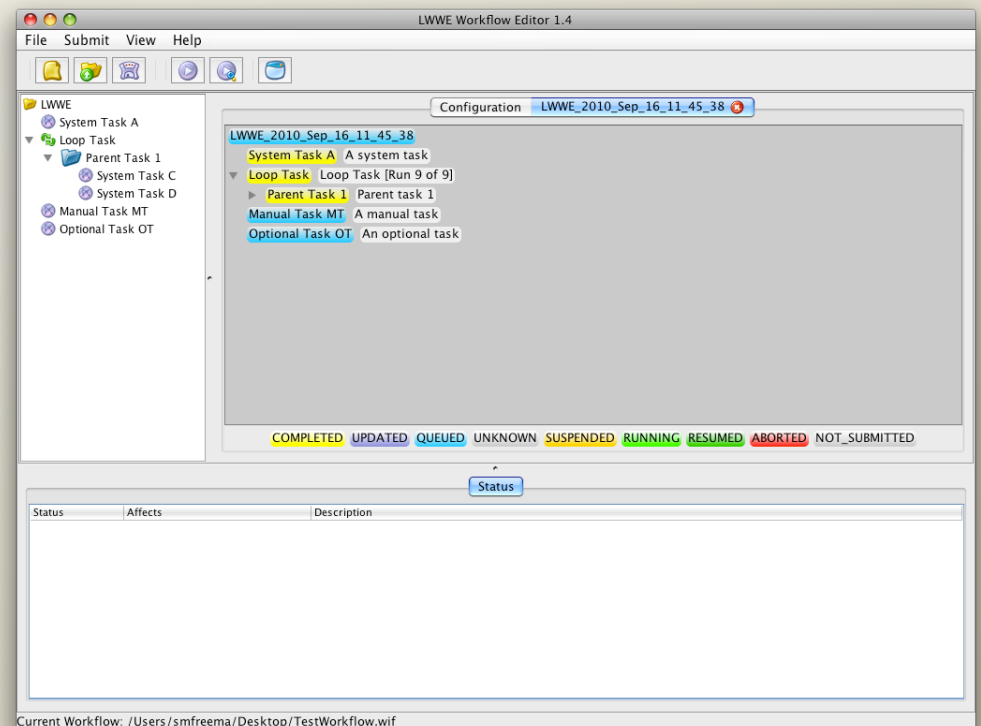 LWWE Workflow Editor 1.4
File Submit View Help
LWWE
System Task A
Loop Task
Parent Task 1
System Task C
System Task D
Manual Task MT
Optional Task OT
Configuration LWWE_2010_Sep_16_11_45_38
LWWE_2010_Sep_16_11_45_38
System Task A A system task
Loop Task Loop Task [Run 9 of 9]
Parent Task 1 Parent task 1
Manual Task MT A manual task
Optional Task OT An optional task
COMPLETED UPDATED QUEUED UNKNOWN SUSPENDED RUNNING RESUMED ABORTED NOT_SUBMITTED
Status
Status Affects Description
Current Workflow: /Users/smfreema/Desktop/TestWorkflow.wif